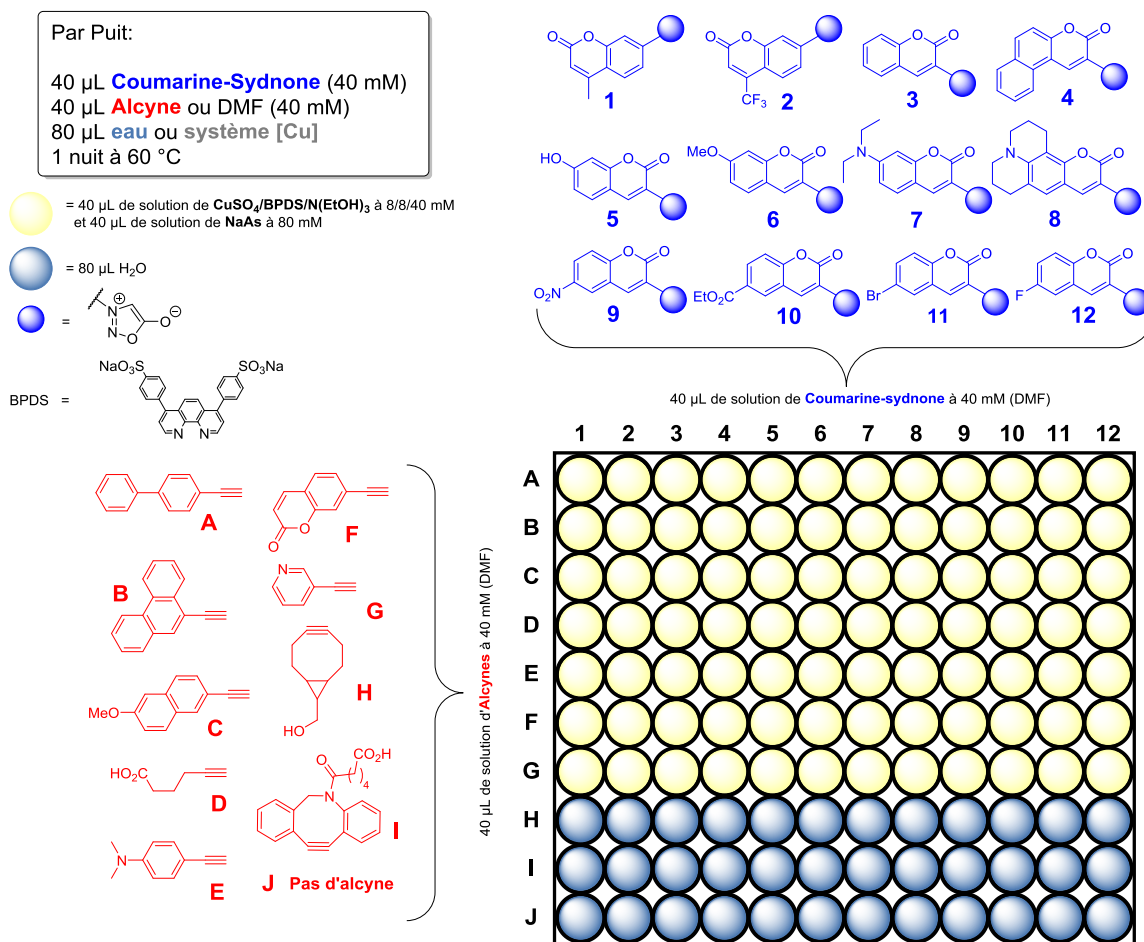 Par Puit:
40 µL Coumarine-Sydnone (40 mM)
40 µL Alcyne ou DMF (40 mM)
80 µL eau ou système [Cu]
1 nuit à 60 °C
= 40 µL de solution de CuSO4/BPDS/N(EtOH)3 à 8/8/40 mM
et 40 µL de solution de NaAs à 80 mM
= 80 µL H2O
=
N
N
O
O
⊕
⊖
BPDS =
NaO3S
SO3Na
N
N
O
O
1
O
O
CF3
2
O
O
3
O
O
4
HO
O
O
5
MeO
O
O
6
N
O
O
7
N
O
O
8
O2N
O
O
9
EtO2C
O
O
10
Br
O
O
11
F
O
O
12
40 µL de solution de Coumarine-sydnone à 40 mM (DMF)
1 2 3 4 5 6 7 8 9 10 11 12
A
B
C
D
E
F
G
H
I
J
40 µL de solution d'Alcynes à 40 mM (DMF)
A
B
MeO
C
HO2C
D
N
E
O
O
F
N
G
HO
H
CO2H
O
( )4
N
I
J Pas d'alcyne